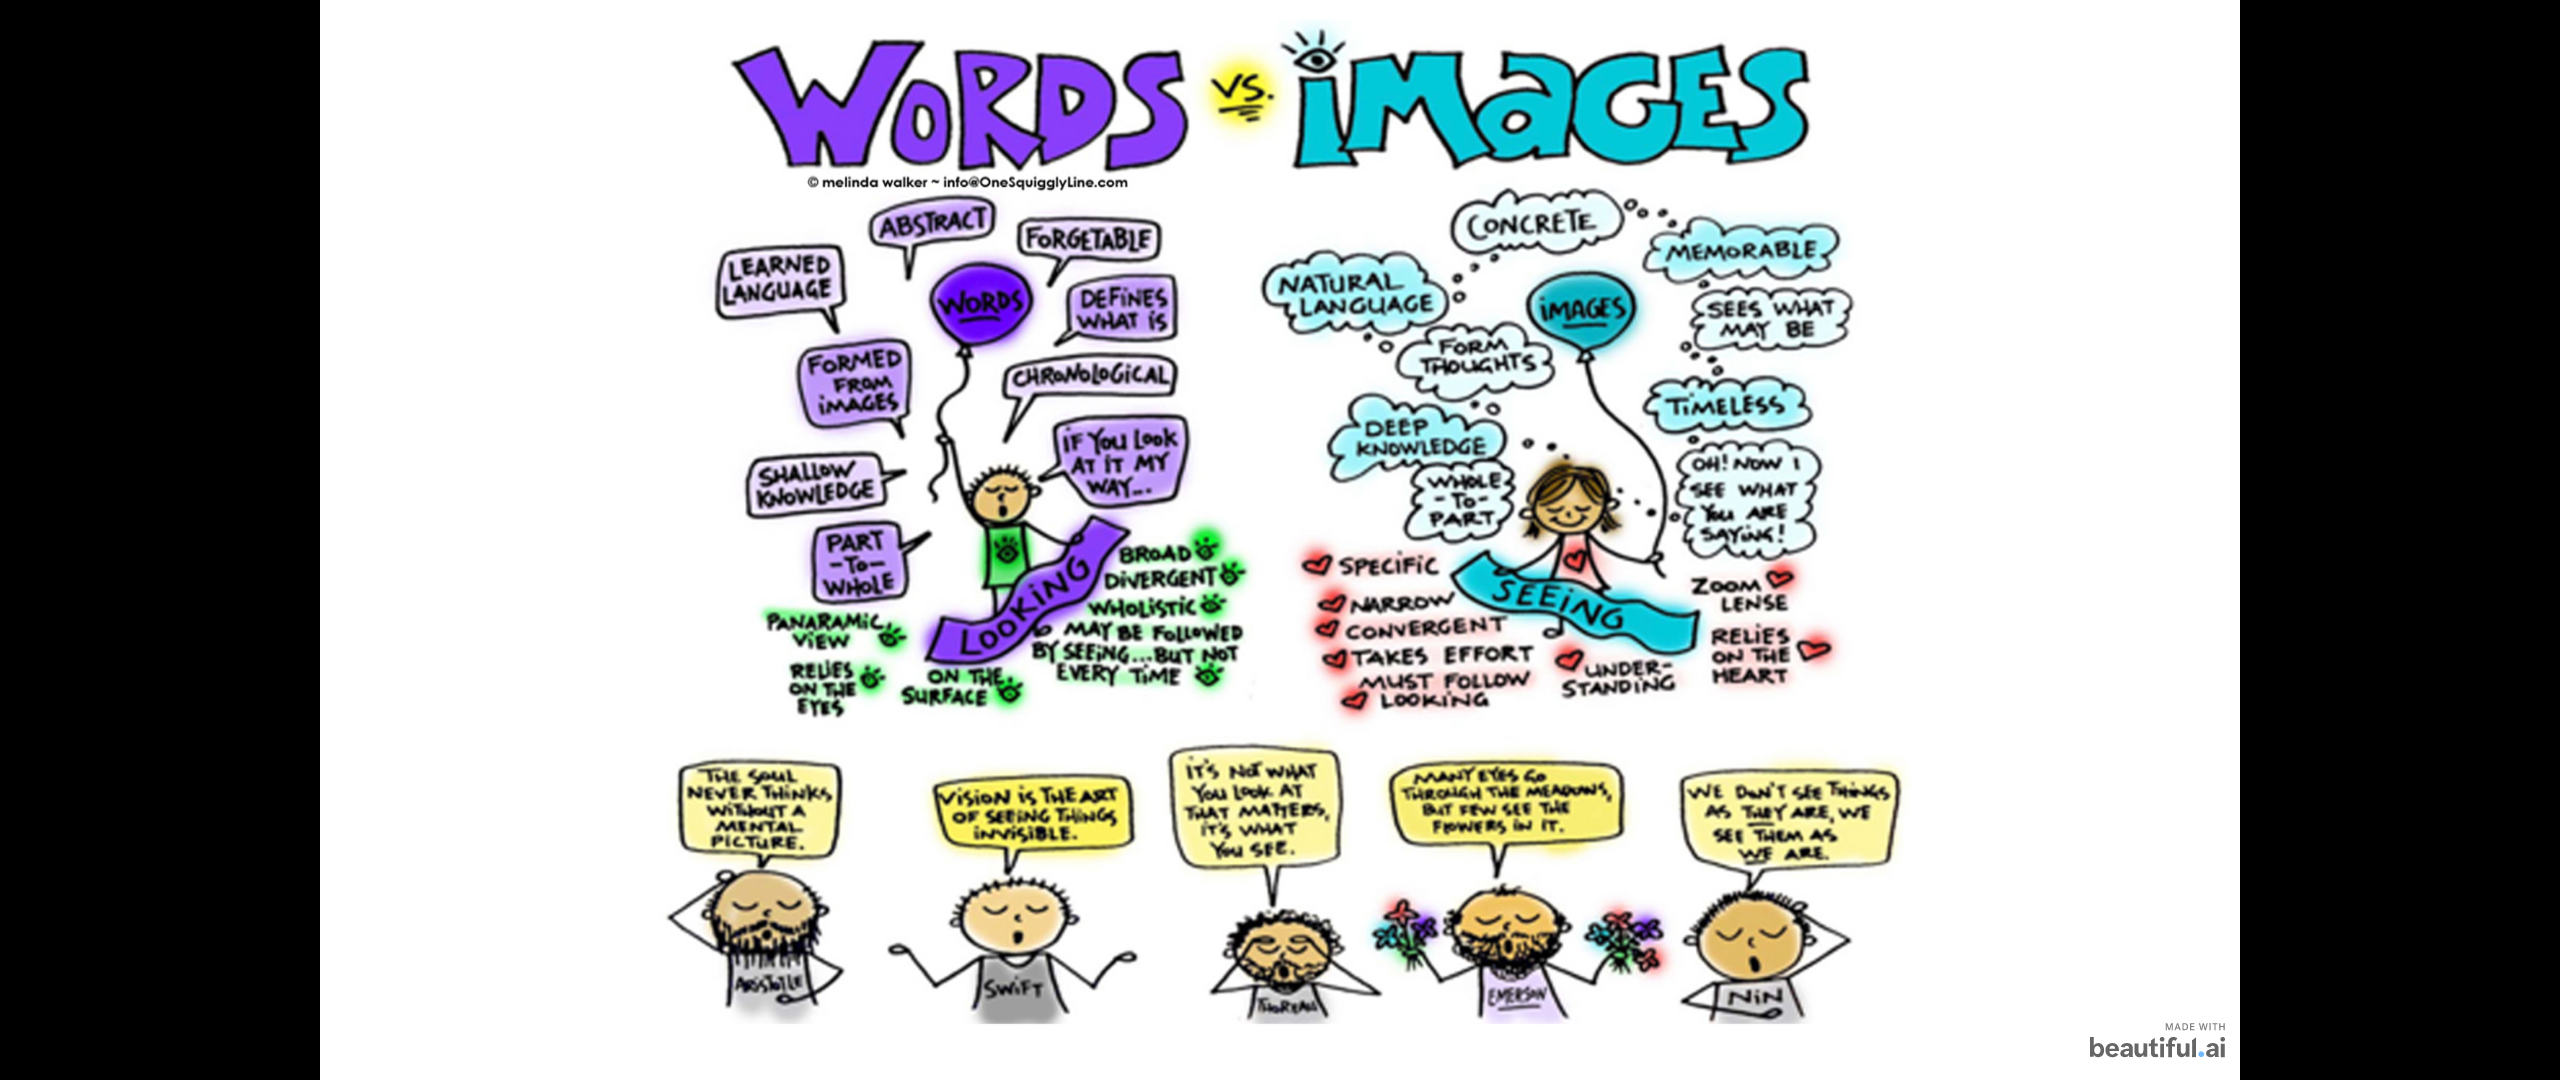 WORDS vs. iMAGES
© melinda walker ~ info@OneSquigglyLine.com
ABSTRACT
FORGETABLE
LEARNED
LANGUAGE
WORDS
DEFINES
WHAT IS
FORMED
FROM
IMAGES
CHRONOLOGICAL
IF YOU LOOK
AT IT MY
WAY...
SHALLOW
KNOWLEDGE
PART
-TO-
WHOLE
LOOKING
BROAD
DIVERGENT
WHOLISTIC
MAY BE FOLLOWED
BY SEEING...BUT NOT
EVERY TIME
PANARAMIC
VIEW
RELIES
ON THE
EYES
ON THE
SURFACE
CONCRETE
MEMORABLE
NATURAL
LANGUAGE
IMAGES
SEES WHAT
MAY BE
FORM
THOUGHTS
TIMELESS
DEEP
KNOWLEDGE
OH! NOW I
SEE WHAT
YOU ARE
SAYING!
WHOLE
-TO-
PART
SEEING
SPECIFIC
NARROW
CONVERGENT
TAKES EFFORT
MUST FOLLOW
LOOKING
UNDER-
STANDING
ZOOM
LENSE
RELIES
ON THE
HEART
THE SOUL
NEVER THINKS
WITHOUT A
MENTAL
PICTURE.
ARISTOTLE
VISION IS THE ART
OF SEEING THINGS
INVISIBLE.
SWIFT
IT'S NOT WHAT
YOU LOOK AT
THAT MATTERS,
IT'S WHAT
YOU SEE.
THOREAU
MANY EYES GO
THROUGH THE MEADOWS,
BUT FEW SEE THE
FLOWERS IN IT.
EMERSON
WE DON'T SEE THINGS
AS THEY ARE, WE
SEE THEM AS
WE ARE.
NIN
MADE WITH
beautiful.ai